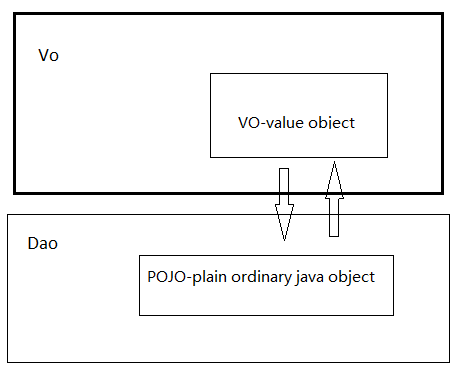 Vo
VO-value object
Dao
POJO-plain ordinary java object